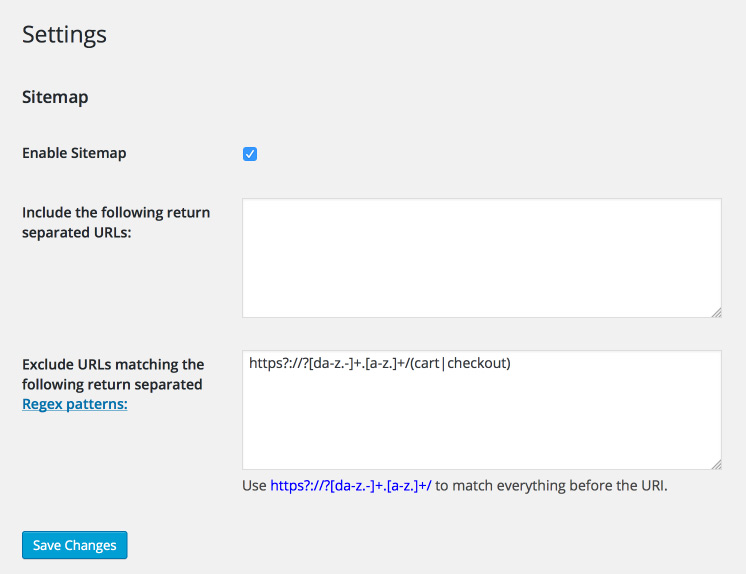 Settings
Sitemap
Enable Sitemap
Include the following return
separated URLs:
Exclude URLs matching the
following return separated
Regex patterns:
https?://?[da-z.-]+.[a-z.]+/(cart|checkout)
Use https?://?[da-z.-]+.[a-z.]+/ to match everything before the URI.
Save Changes